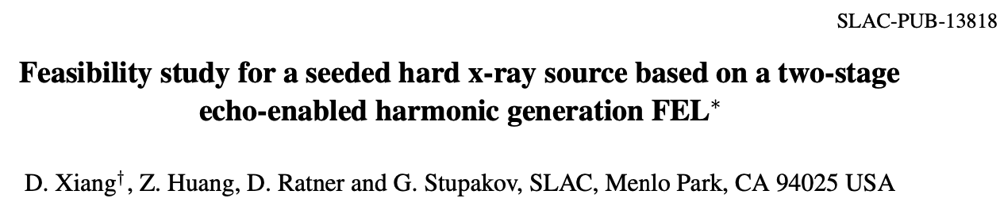 SLAC-PUB-13818
Feasibility study for a seeded hard x-ray source based on a two-stage
echo-enabled harmonic generation FEL*
D. Xiang†, Z. Huang, D. Ratner and G. Stupakov, SLAC, Menlo Park, CA 94025 USA